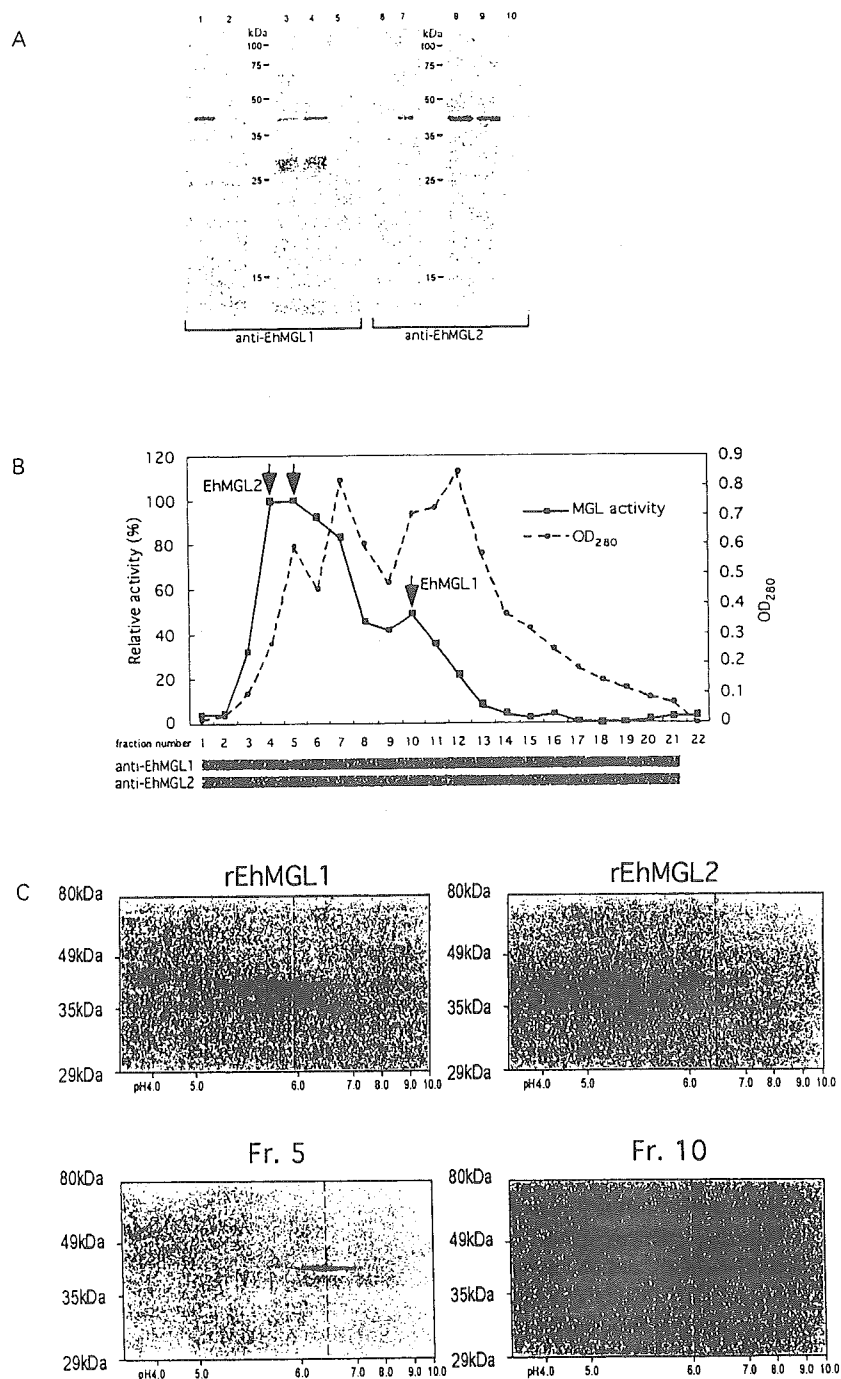 A
1 2 3 4 5 6 7 8 9 10
kDa kDa
100– 100–
75– 75–
50– 50–
35– 35–
25– 25–
15– 15–
anti-EhMGL1 anti-EhMGL2
B
120 0.9
100 0.8
80 0.7
60 0.6
40 0.5
20 0.4
0 0.3
0.2
0.1
0
Relative activity (%)
OD280
EhMGL2
EhMGL1
MGL activity
OD280
fraction number 1 2 3 4 5 6 7 8 9 10 11 12 13 14 15 16 17 18 19 20 21 22
anti-EhMGL1
anti-EhMGL2
C
rEhMGL1
80kDa
49kDa
35kDa
29kDa
pH4.0 5.0 6.0 7.0 8.0 9.0 10.0
rEhMGL2
80kDa
49kDa
35kDa
29kDa
pH4.0 5.0 6.0 7.0 8.0 9.0 10.0
Fr. 5
80kDa
49kDa
35kDa
29kDa
pH4.0 5.0 6.0 7.0 8.0 9.0 10.0
Fr. 10
80kDa
49kDa
35kDa
29kDa
pH4.0 5.0 6.0 7.0 8.0 9.0 10.0